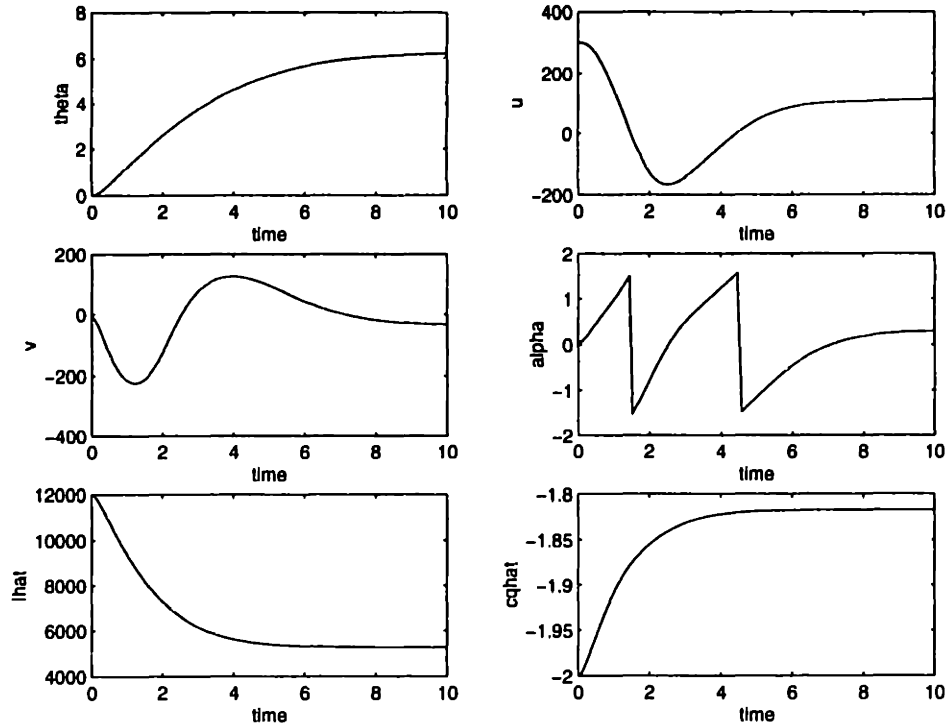 theta
8
6
4
2
0
0 2 4 6 8 10
time
u
400
200
0
−200
0 2 4 6 8 10
time
v
200
0
−200
−400
0 2 4 6 8 10
time
alpha
2
1
0
−1
−2
0 2 4 6 8 10
time
lhat
12000
10000
8000
6000
4000
0 2 4 6 8 10
time
cqhat
−1.8
−1.85
−1.9
−1.95
−2
0 2 4 6 8 10
time